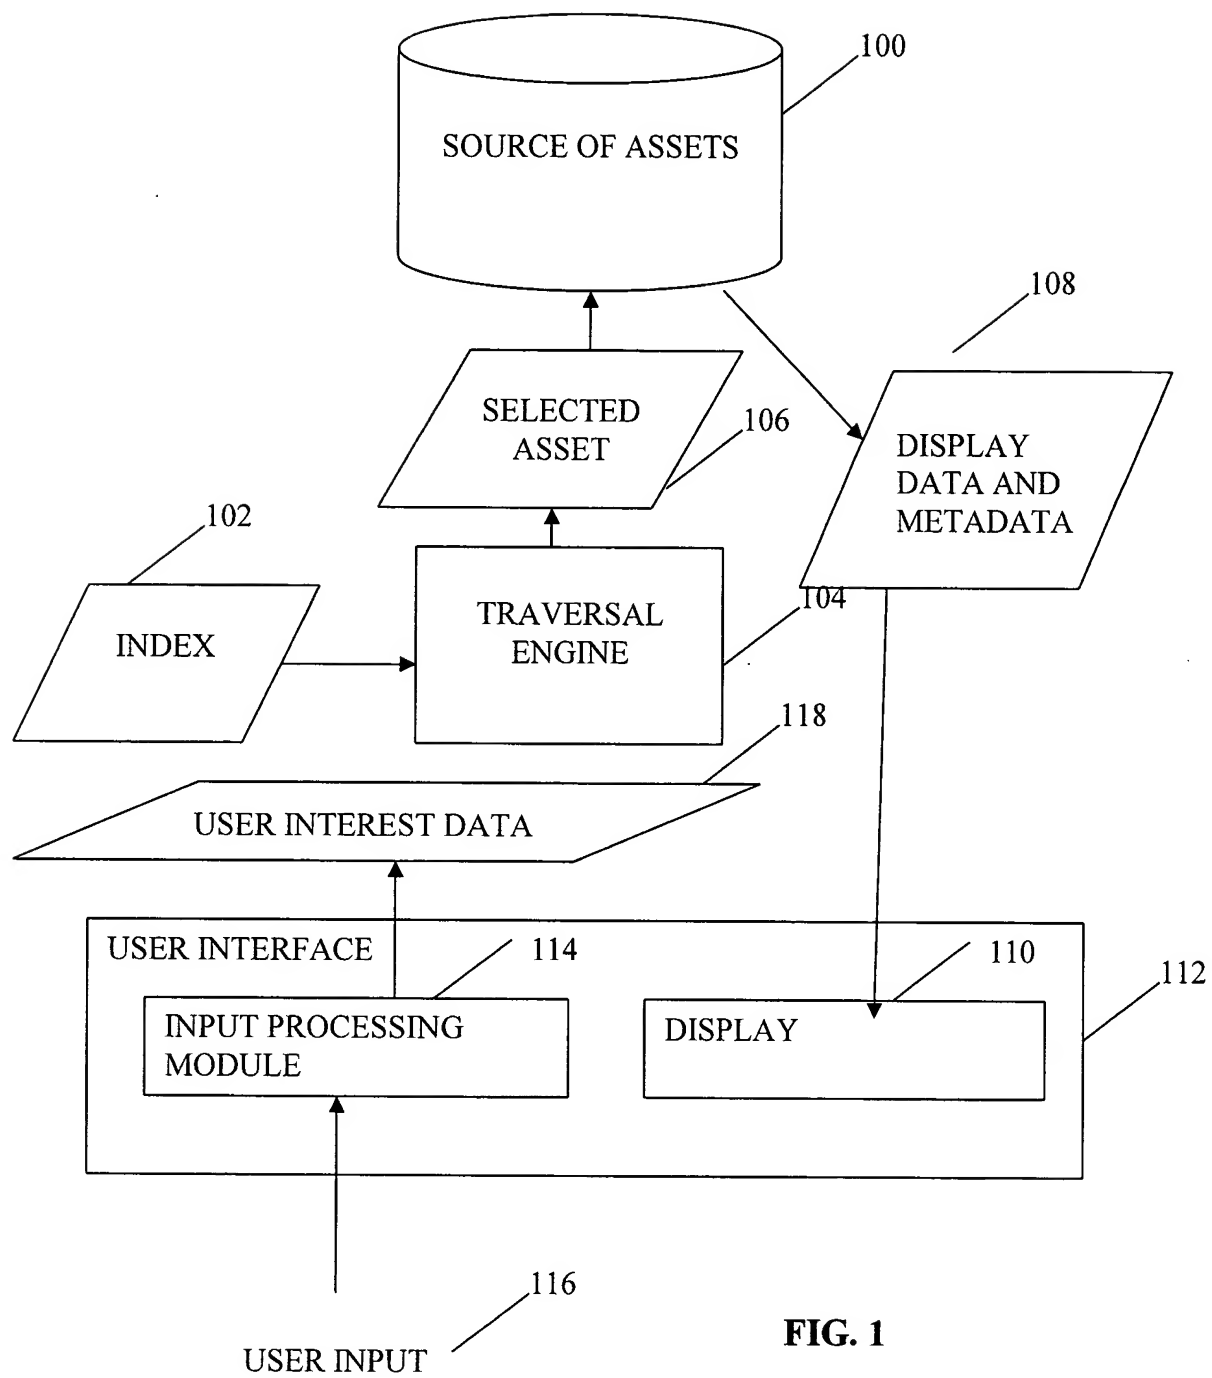 100
SOURCE OF ASSETS
108
SELECTED
ASSET
106
DISPLAY
DATA AND
METADATA
102
104
INDEX
TRAVERSAL
ENGINE
118
USER INTEREST DATA
USER INTERFACE
114
110
112
INPUT PROCESSING
MODULE
DISPLAY
116
FIG. 1
USER INPUT